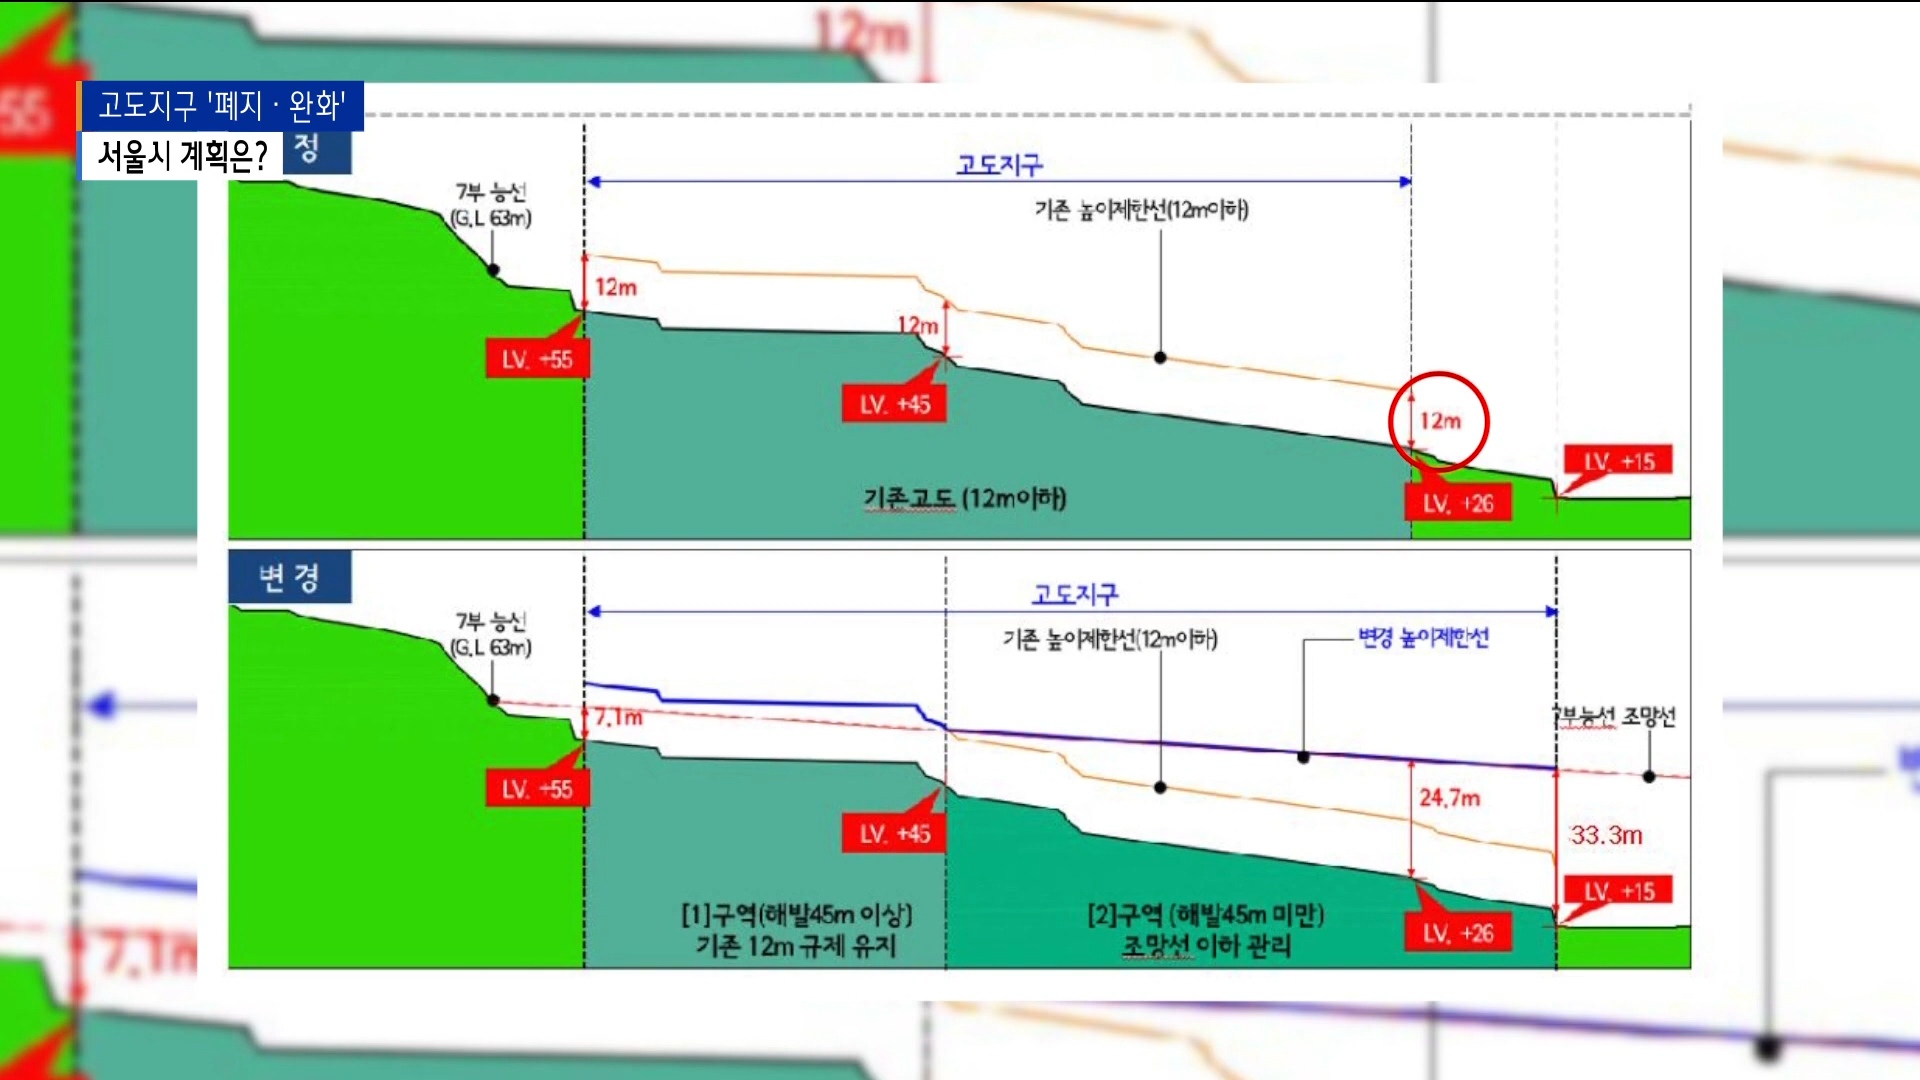 고도지구 '폐지·완화'
서울시 계획은?
정
고도지구
7부 능선
(G.L 63m)
기존 높이제한선(12m이하)
12m
12m
12m
LV. +55
LV. +45
LV. +15
LV. +26
기존고도 (12m이하)
변 경
고도지구
7부 능선
(G.L 63m)
기존 높이제한선(12m이하)
변경 높이제한선
7.1m
7부능선 조망선
LV. +55
24.7m
LV. +45
33.3m
LV. +15
[1]구역(해발45m 이상)
기존 12m 규제 유지
[2]구역 (해발45m 미만)
조망선 이하 관리
LV. +26
12m
55
7.1m